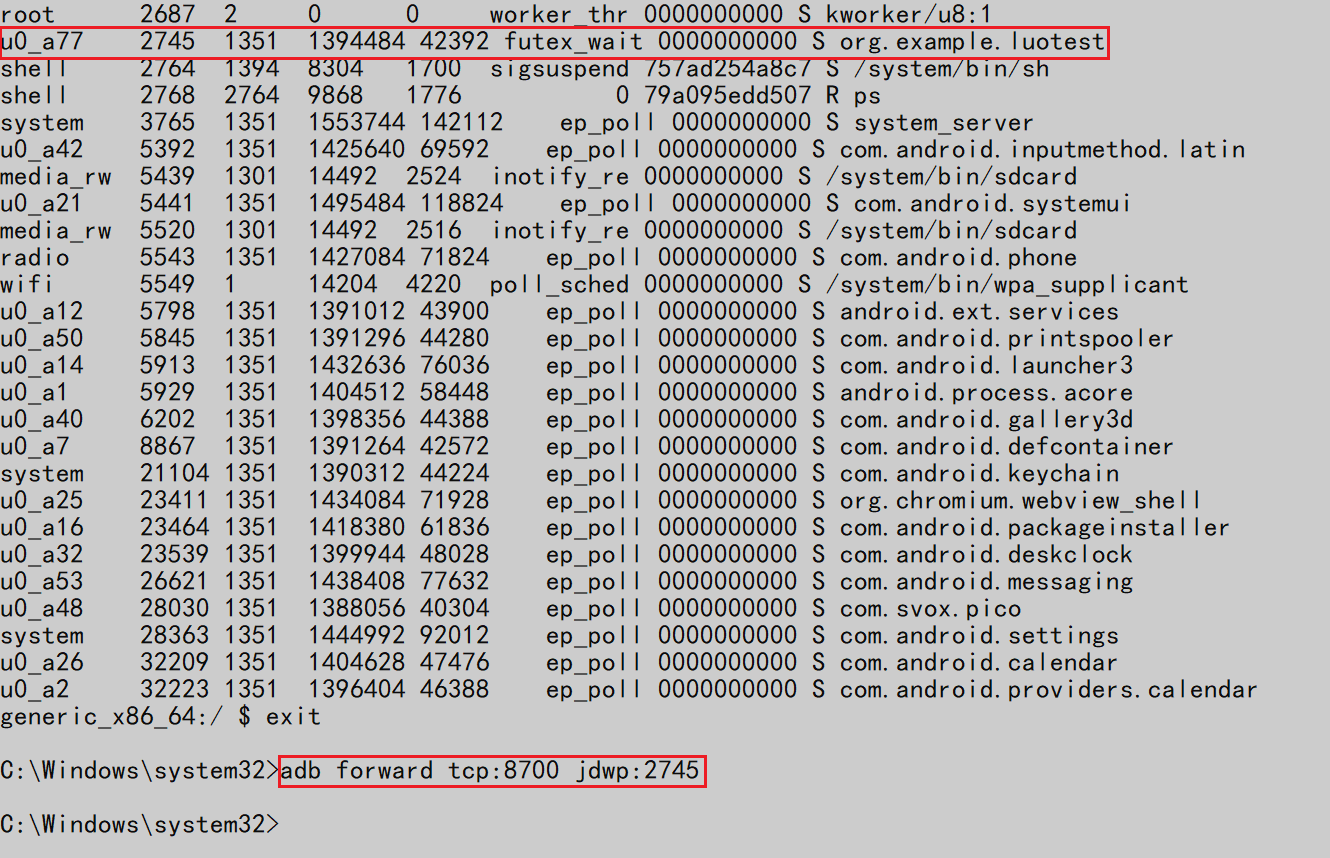 root      2687  2     0      0     worker_thr 0000000000 S kworker/u8:1
u0_a77    2745  1351  1394484 42392 futex_wait 0000000000 S org.example.luotest
shell     2764  1394  8304   1700  sigsuspend 757ad254a8c7 S /system/bin/sh
shell     2768  2764  9868   1776           0 79a095edd507 R ps
system    3765  1351  1553744 142112    ep_poll 0000000000 S system_server
u0_a42    5392  1351  1425640 69592    ep_poll 0000000000 S com.android.inputmethod.latin
media_rw  5439  1301  14492  2524  inotify_re 0000000000 S /system/bin/sdcard
u0_a21    5441  1351  1495484 118824    ep_poll 0000000000 S com.android.systemui
media_rw  5520  1301  14492  2516  inotify_re 0000000000 S /system/bin/sdcard
radio     5543  1351  1427084 71824    ep_poll 0000000000 S com.android.phone
wifi      5549  1     14204  4220  poll_sched 0000000000 S /system/bin/wpa_supplicant
u0_a12    5798  1351  1391012 43900    ep_poll 0000000000 S android.ext.services
u0_a50    5845  1351  1391296 44280    ep_poll 0000000000 S com.android.printspooler
u0_a14    5913  1351  1432636 76036    ep_poll 0000000000 S com.android.launcher3
u0_a1     5929  1351  1404512 58448    ep_poll 0000000000 S android.process.acore
u0_a40    6202  1351  1398356 44388    ep_poll 0000000000 S com.android.gallery3d
u0_a7     8867  1351  1391264 42572    ep_poll 0000000000 S com.android.defcontainer
system    21104 1351  1390312 44224    ep_poll 0000000000 S com.android.keychain
u0_a25    23411 1351  1434084 71928    ep_poll 0000000000 S org.chromium.webview_shell
u0_a16    23464 1351  1418380 61836    ep_poll 0000000000 S com.android.packageinstaller
u0_a32    23539 1351  1399944 48028    ep_poll 0000000000 S com.android.deskclock
u0_a53    26621 1351  1438408 77632    ep_poll 0000000000 S com.android.messaging
u0_a48    28030 1351  1388056 40304    ep_poll 0000000000 S com.svox.pico
system    28363 1351  1444992 92012    ep_poll 0000000000 S com.android.settings
u0_a26    32209 1351  1404628 47476    ep_poll 0000000000 S com.android.calendar
u0_a2     32223 1351  1396404 46388    ep_poll 0000000000 S com.android.providers.calendar
generic_x86_64:/ $ exit
C:\Windows\system32>adb forward tcp:8700 jdwp:2745
C:\Windows\system32>